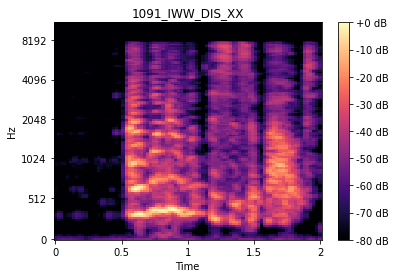 1091_IWW_DIS_XX
+0 dB
8192
-10 dB
4096
-20 dB
-30 dB
2048
Hz
-40 dB
1024
-50 dB
512
-60 dB
-70 dB
0
-80 dB
0
0.5
1
1.5
2
Time